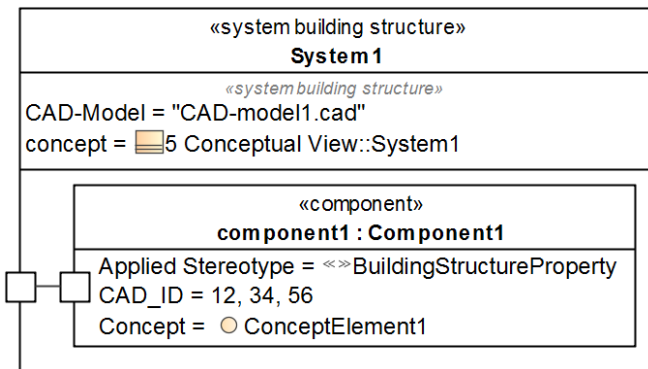 «system building structure»
System1
«system building structure»
CAD-Model = "CAD-model1.cad"
concept = 5 Conceptual View::System1
«component»
component1 : Component1
Applied Stereotype = «»BuildingStructureProperty
CAD_ID = 12, 34, 56
Concept = ConceptElement1